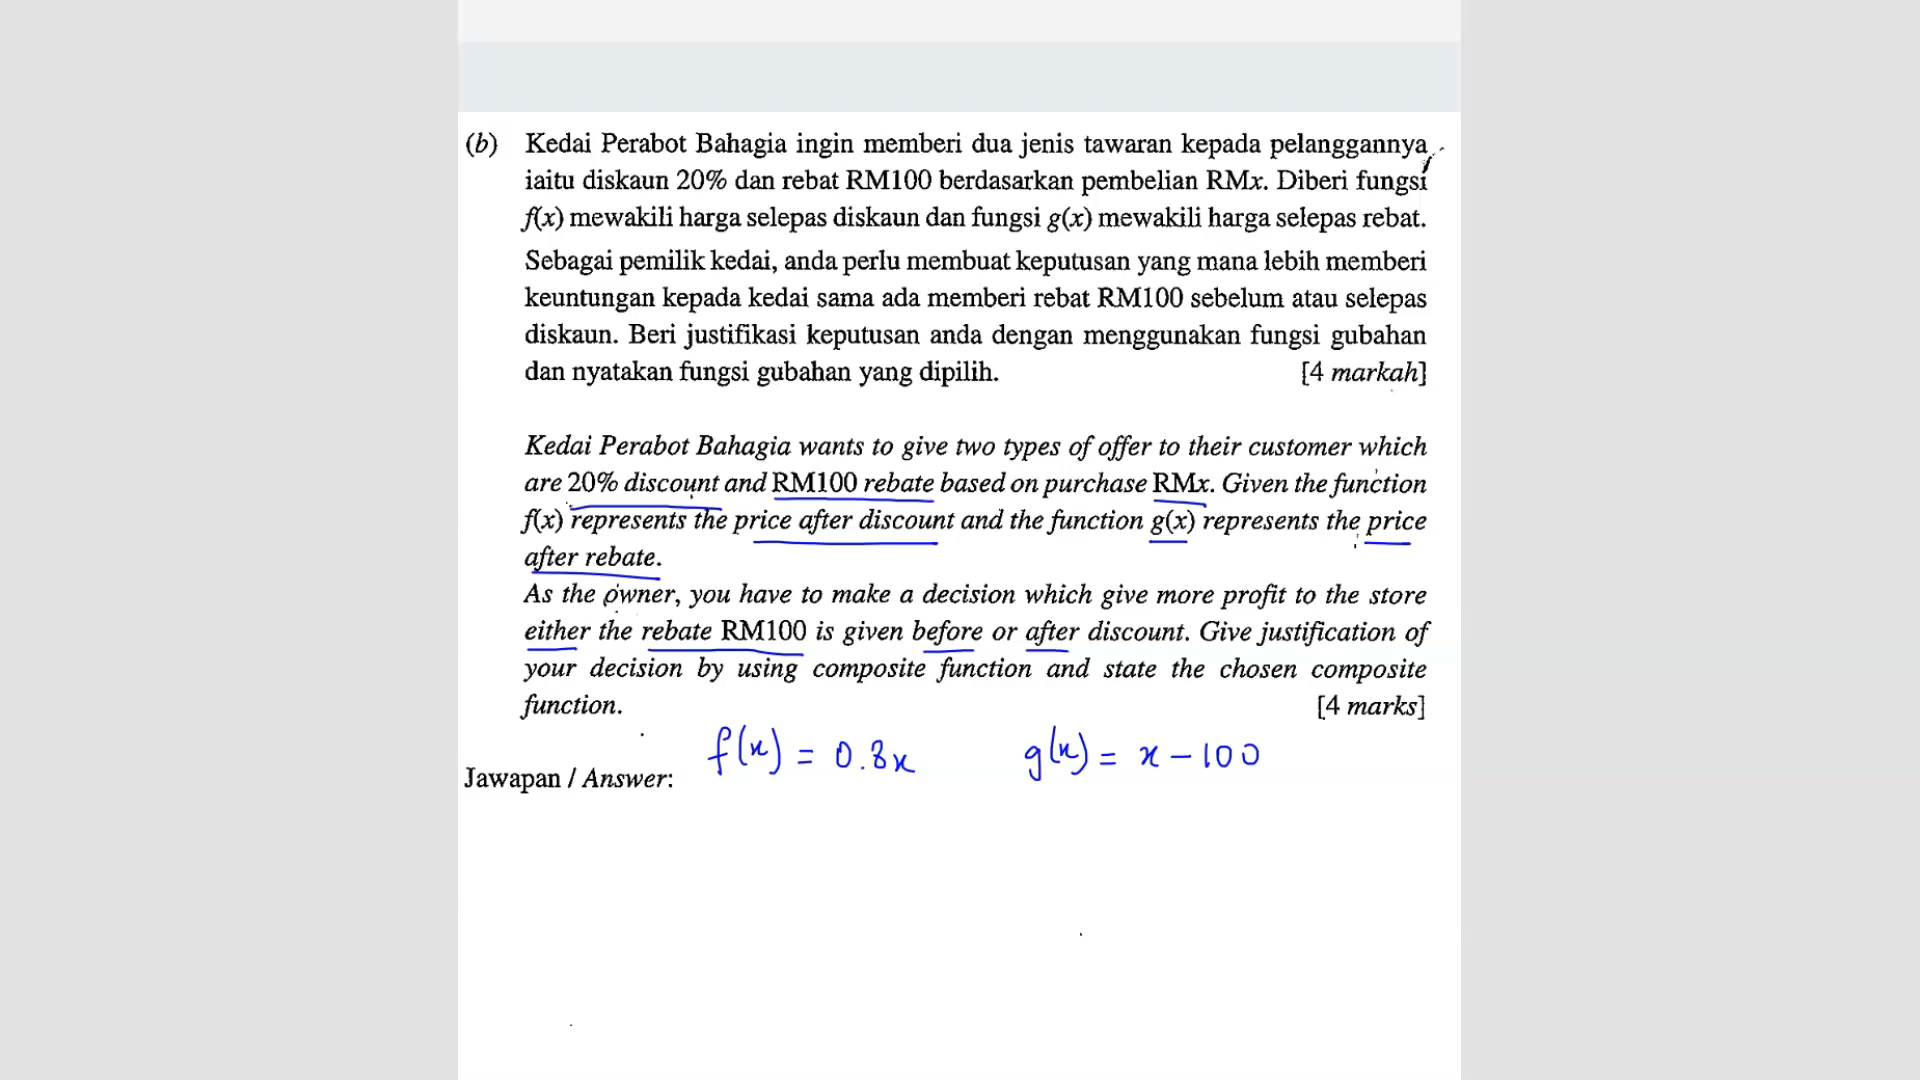 (b) Kedai Perabot Bahagia ingin memberi dua jenis tawaran kepada pelanggannya
iaitu diskaun 20% dan rebat RM100 berdasarkan pembelian RMx. Diberi fungsi
f(x) mewakili harga selepas diskaun dan fungsi g(x) mewakili harga selepas rebat.
Sebagai pemilik kedai, anda perlu membuat keputusan yang mana lebih memberi
keuntungan kepada kedai sama ada memberi rebat RM100 sebelum atau selepas
diskaun. Beri justifikasi keputusan anda dengan menggunakan fungsi gubahan
dan nyatakan fungsi gubahan yang dipilih. [4 markah]
Kedai Perabot Bahagia wants to give two types of offer to their customer which
are 20% discount and RM100 rebate based on purchase RMx. Given the function
f(x) represents the price after discount and the function g(x) represents the price
after rebate.
As the owner, you have to make a decision which give more profit to the store
either the rebate RM100 is given before or after discount. Give justification of
your decision by using composite function and state the chosen composite
function. [4 marks]
f(x) = 0.8x g(x) = x - 100
Jawapan / Answer: